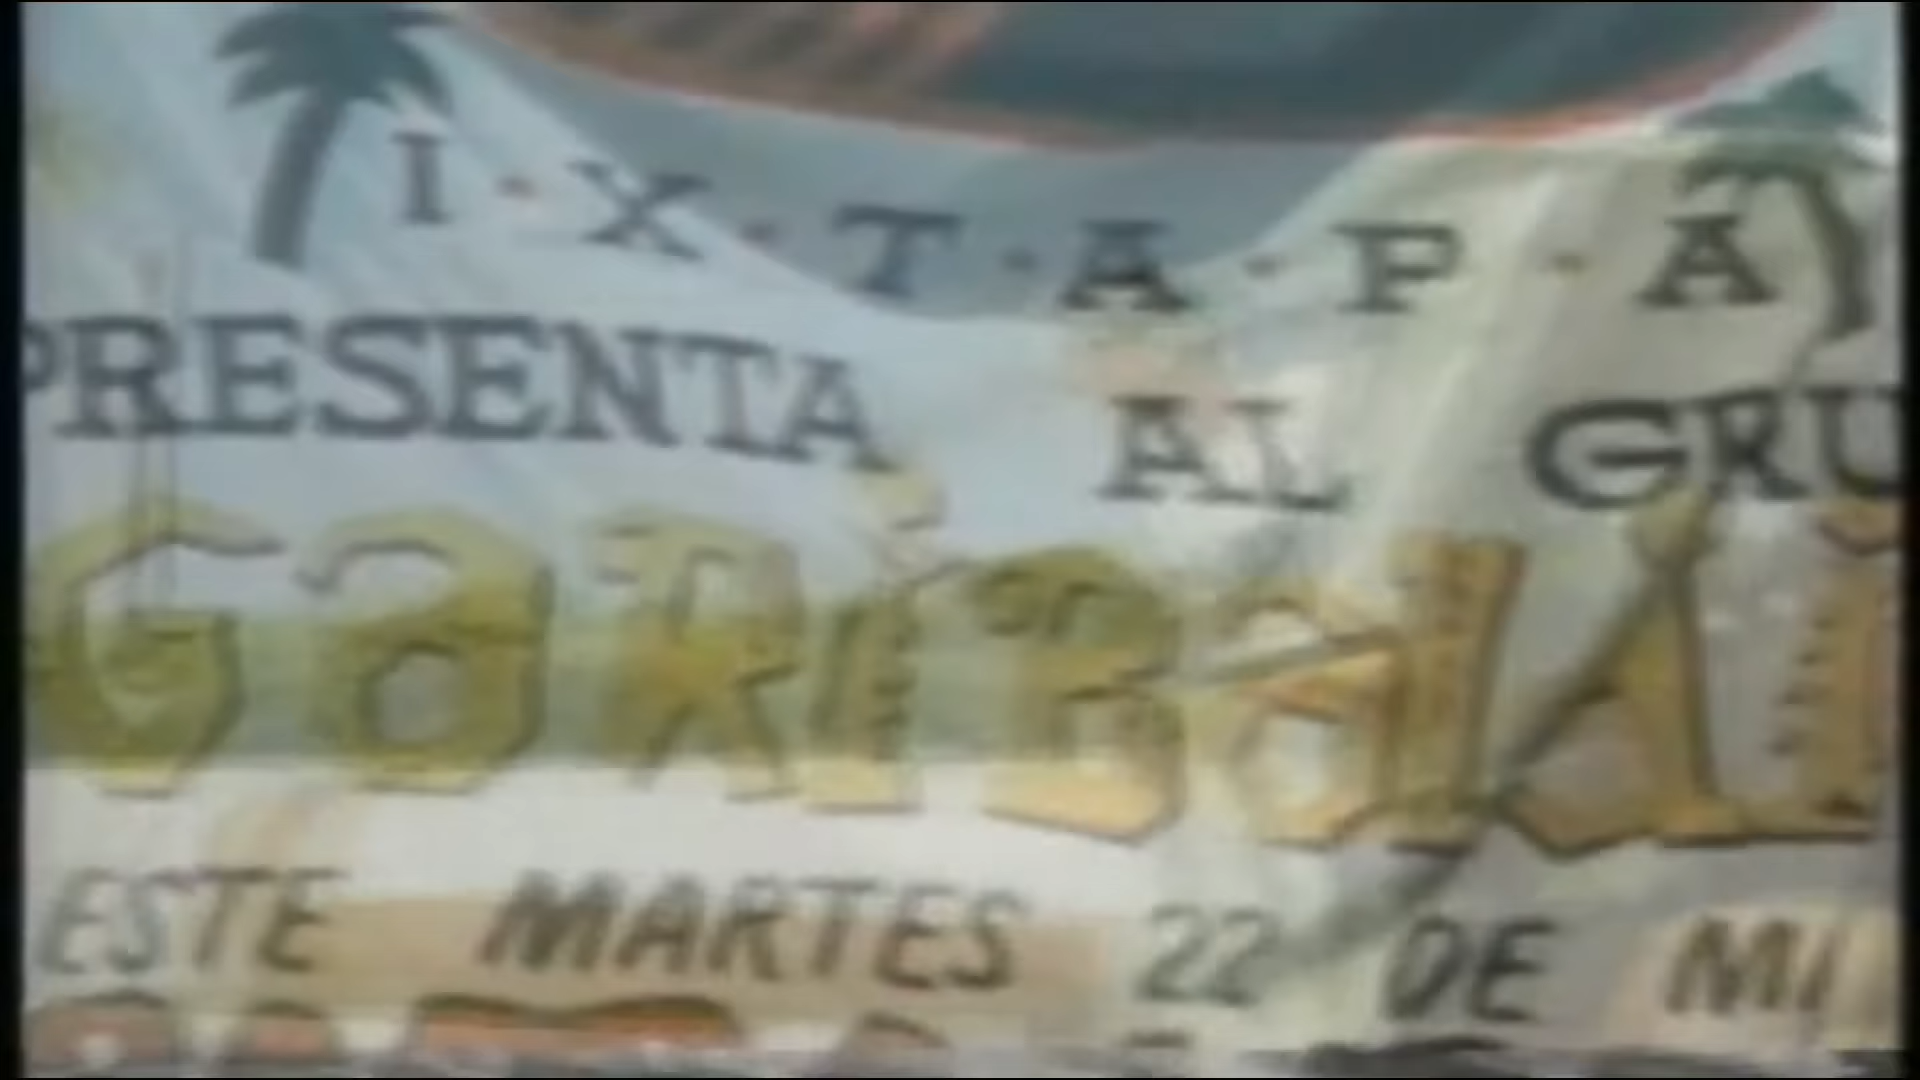 I·X·T·A·P·A
PRESENTA AL GRU
GaRiBaldi
ESTE MARTES 22 DE